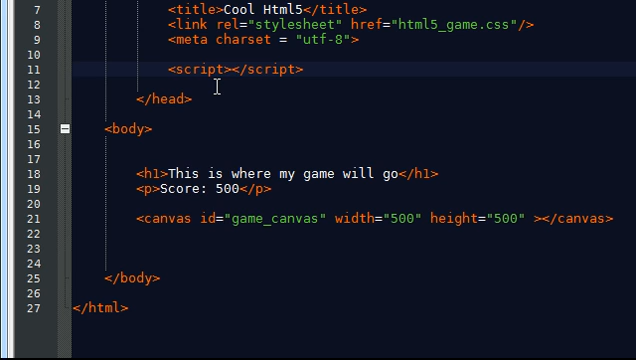 7 <title>Cool Html5</title>
8 <link rel="stylesheet" href="html5_game.css"/>
9 <meta charset = "utf-8">
10
11 <script></script>
12
13 </head>
14
15 <body>
16
17
18 <h1>This is where my game will go</h1>
19 <p>Score: 500</p>
20
21 <canvas id="game_canvas" width="500" height="500" ></canvas>
22
23
24
25 </body>
26
27 </html>